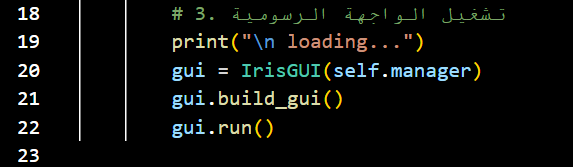 18 # 3. تشغيل الواجهة الرسومية
19 print("\n loading...")
20 gui = IrisGUI(self.manager)
21 gui.build_gui()
22 gui.run()
23